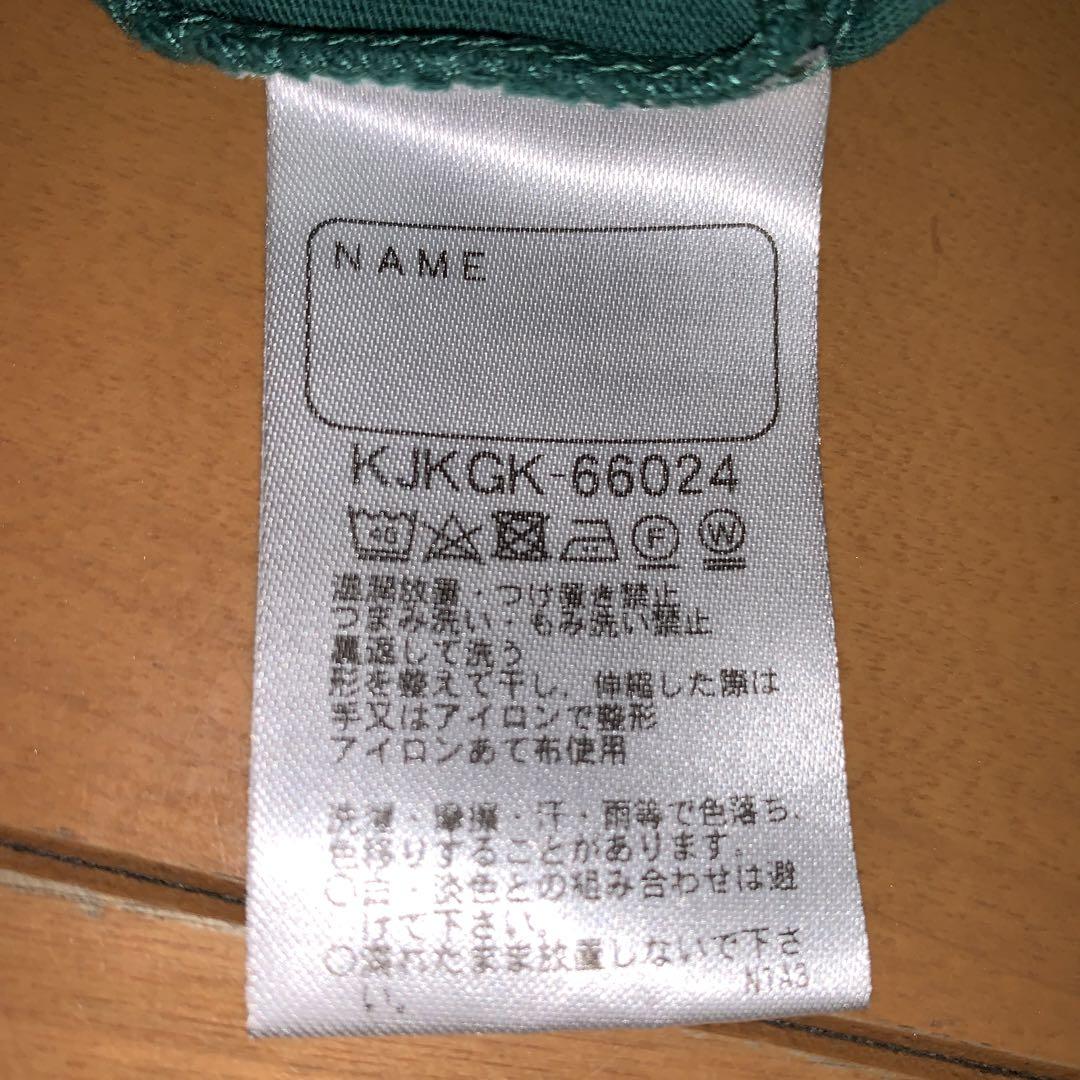 NAME
KJKGK-66024
40 F W
湿潤放置・つけ置き禁止
つまみ洗い・もみ洗い禁止
裏返して洗う
形を整えて干し、伸縮した際は
手又はアイロンで整形
アイロンあて布使用
洗濯・摩擦・汗・雨等で色落ち、
色移りすることがあります。
○白・淡色との組み合わせは避
けて下さい。
○濡れたまま放置しないで下さ
い。
N1A3